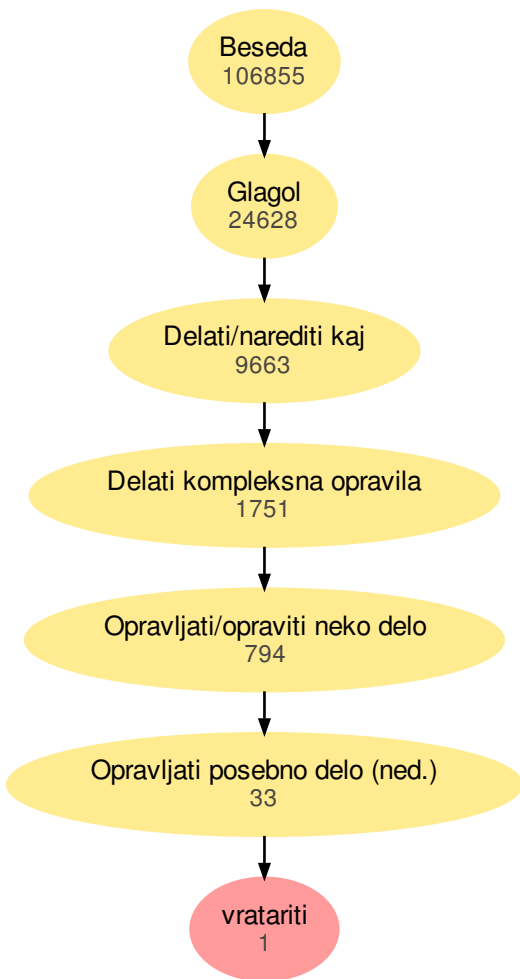 Beseda
106855
Glagol
24628
Delati/narediti kaj
9663
Delati kompleksna opravila
1751
Opravljati/opraviti neko delo
794
Opravljati posebno delo (ned.)
33
vratariti
1